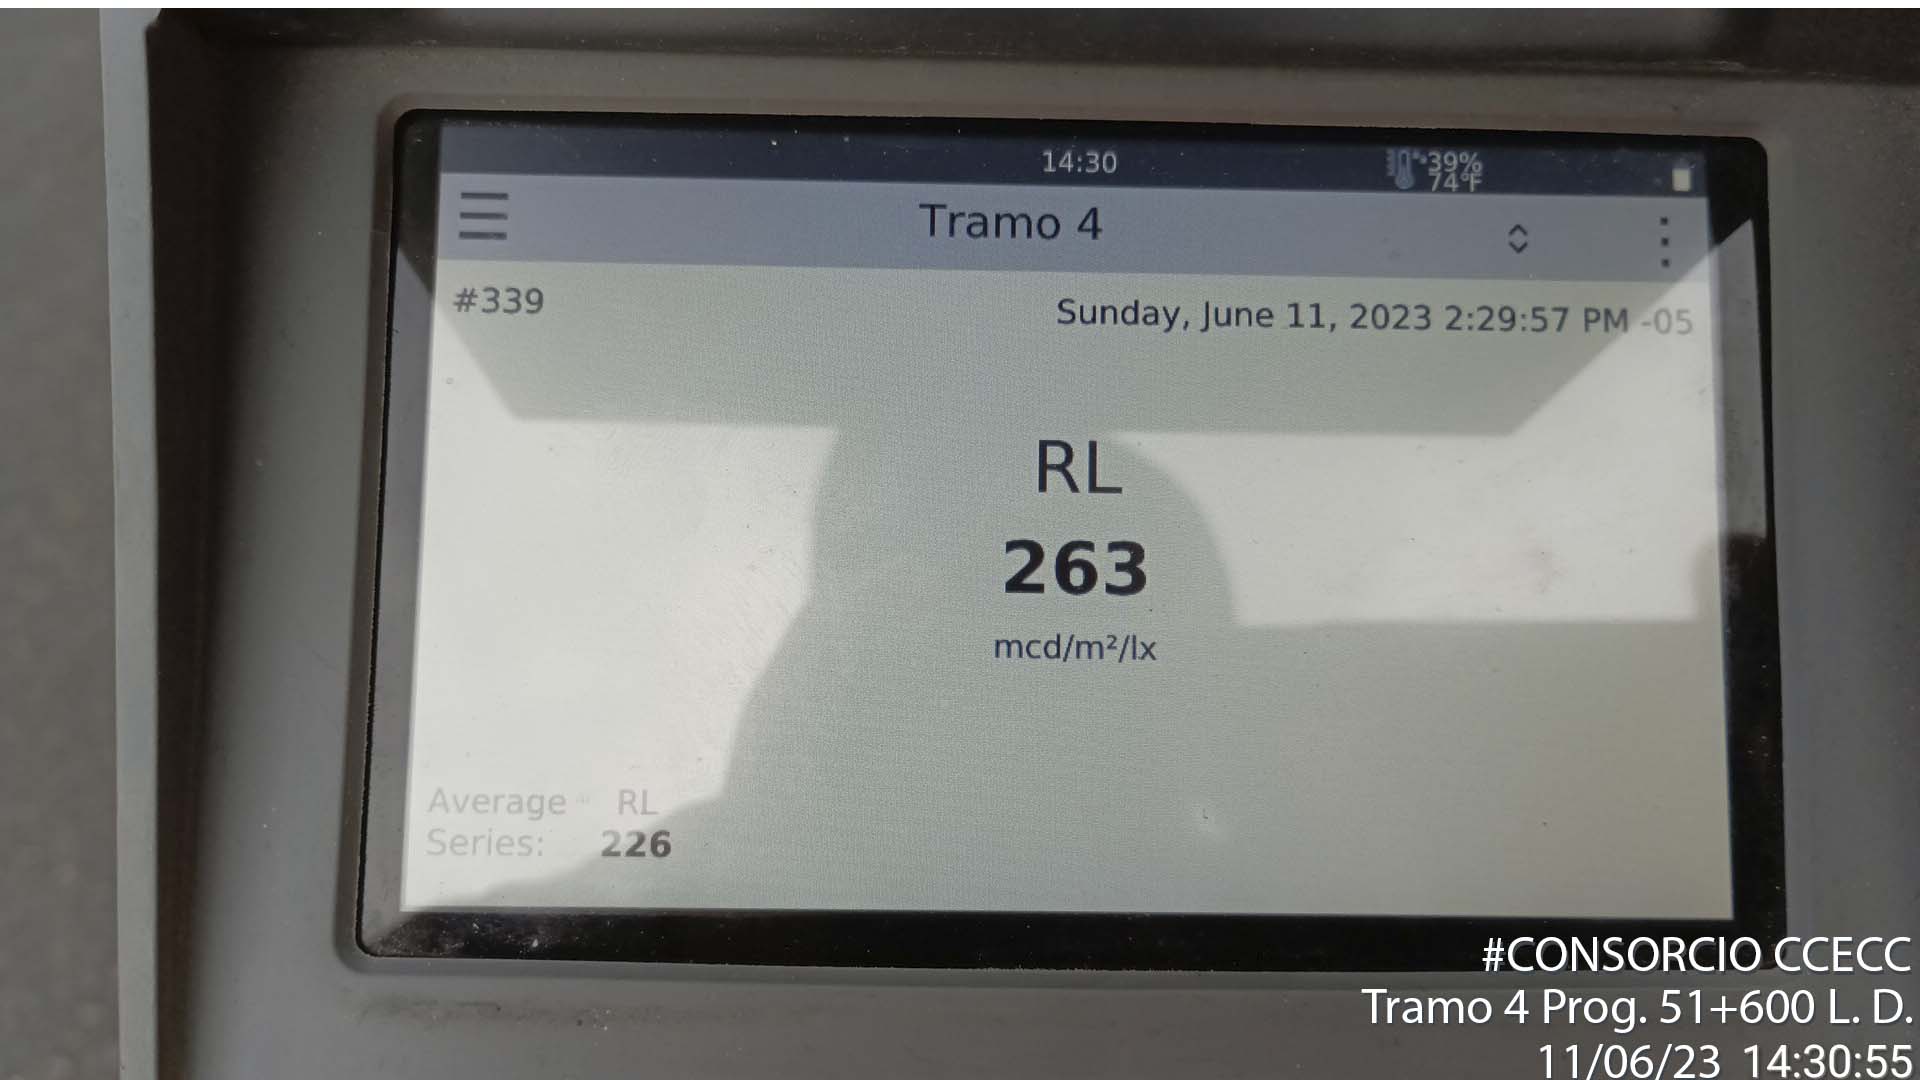 14:30
39%
74°F
Tramo 4
#339
Sunday, June 11, 2023 2:29:57 PM -05
RL
263
mcd/m²/lx
Average RL
Series: 226
#CONSORCIO CCECC
Tramo 4 Prog. 51+600 L. D.
11/06/23 14:30:55